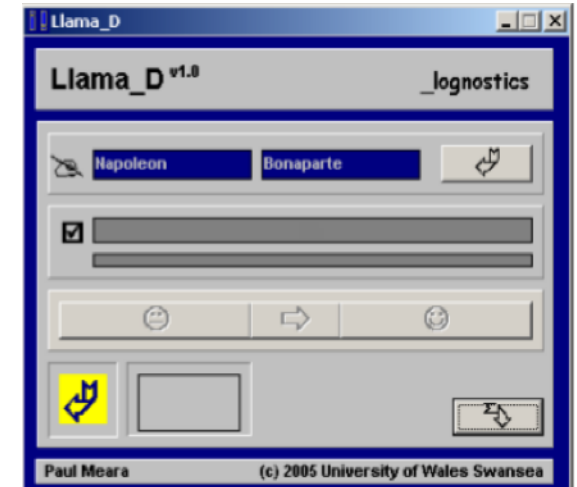 Llama_D
Llama_D v1.0
_lognostics
Napoleon Bonaparte
Paul Meara (c) 2005 University of Wales Swansea